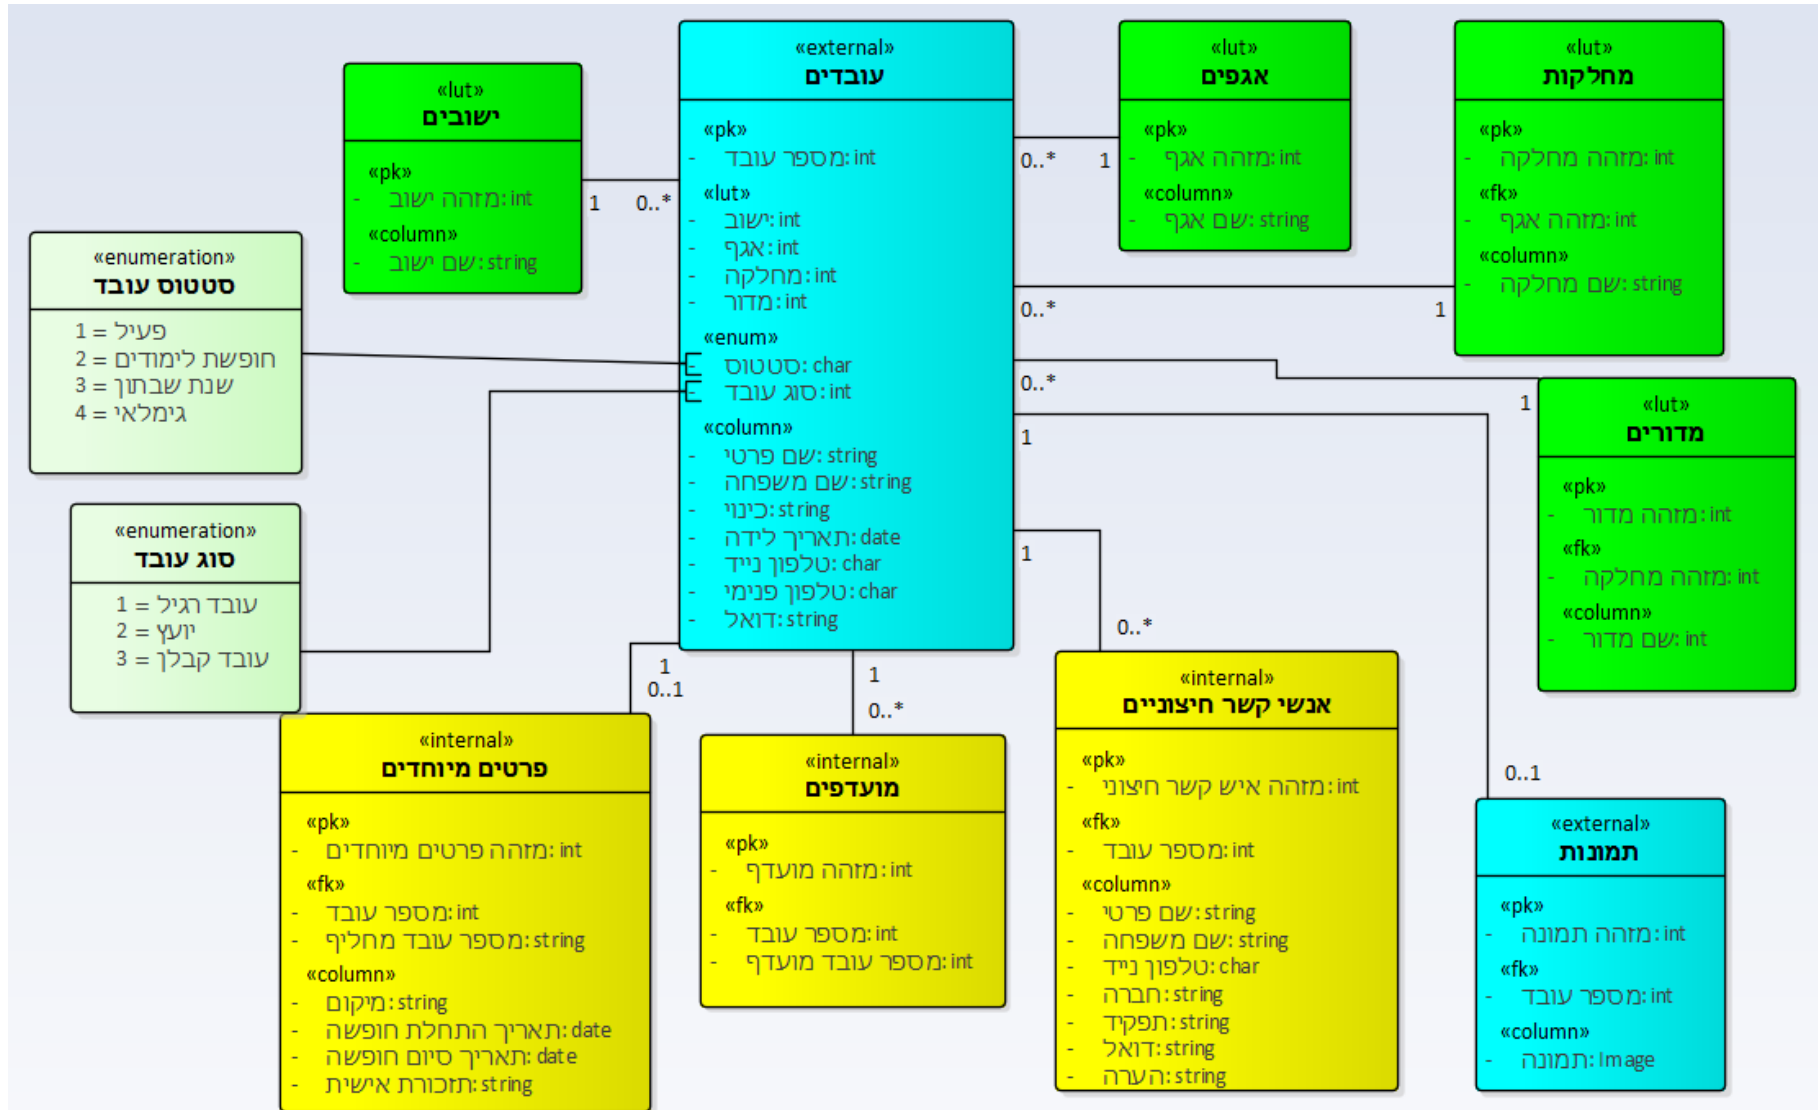 «lut»
ישובים
«pk»
- מזהה ישוב: int
«column»
- שם ישוב: string
1
0..*
«external»
עובדים
«pk»
- מספר עובד: int
«lut»
- ישוב: int
- אגף: int
- מחלקה: int
- מדור: int
«enum»
- סטטוס: char
- סוג עובד: int
«column»
- שם פרטי: string
- שם משפחה: string
- כינוי: string
- תאריך לידה: date
- טלפון נייד: char
- טלפון פנימי: char
- דואל: string
0..*
1
«lut»
אגפים
«pk»
- מזהה אגף: int
«column»
- שם אגף: string
«lut»
מחלקות
«pk»
- מזהה מחלקה: int
«fk»
- מזהה אגף: int
«column»
- שם מחלקה: string
0..*
1
0..*
1
«lut»
מדורים
«pk»
- מזהה מדור: int
«fk»
- מזהה מחלקה: int
«column»
- שם מדור: int
«enumeration»
סטטוס עובד
פעיל = 1
חופשת לימודים = 2
שנת שבתון = 3
גימלאי = 4
«enumeration»
סוג עובד
עובד רגיל = 1
יועץ = 2
עובד קבלן = 3
1
0..1
«internal»
פרטים מיוחדים
«pk»
- מזהה פרטים מיוחדים: int
«fk»
- מספר עובד: int
- מספר עובד מחליף: string
«column»
- מיקום: string
- תאריך התחלת חופשה: date
- תאריך סיום חופשה: date
- תזכורת אישית: string
1
0..*
«internal»
מועדפים
«pk»
- מזהה מועדף: int
«fk»
- מספר עובד: int
- מספר עובד מועדף: int
1
0..*
«internal»
אנשי קשר חיצוניים
«pk»
- מזהה איש קשר חיצוני: int
«fk»
- מספר עובד: int
«column»
- שם פרטי: string
- שם משפחה: string
- טלפון נייד: char
- חברה: string
- תפקיד: string
- דואל: string
- הערה: string
1
0..1
«external»
תמונות
«pk»
- מזהה תמונה: int
«fk»
- מספר עובד: int
«column»
- תמונה: Image